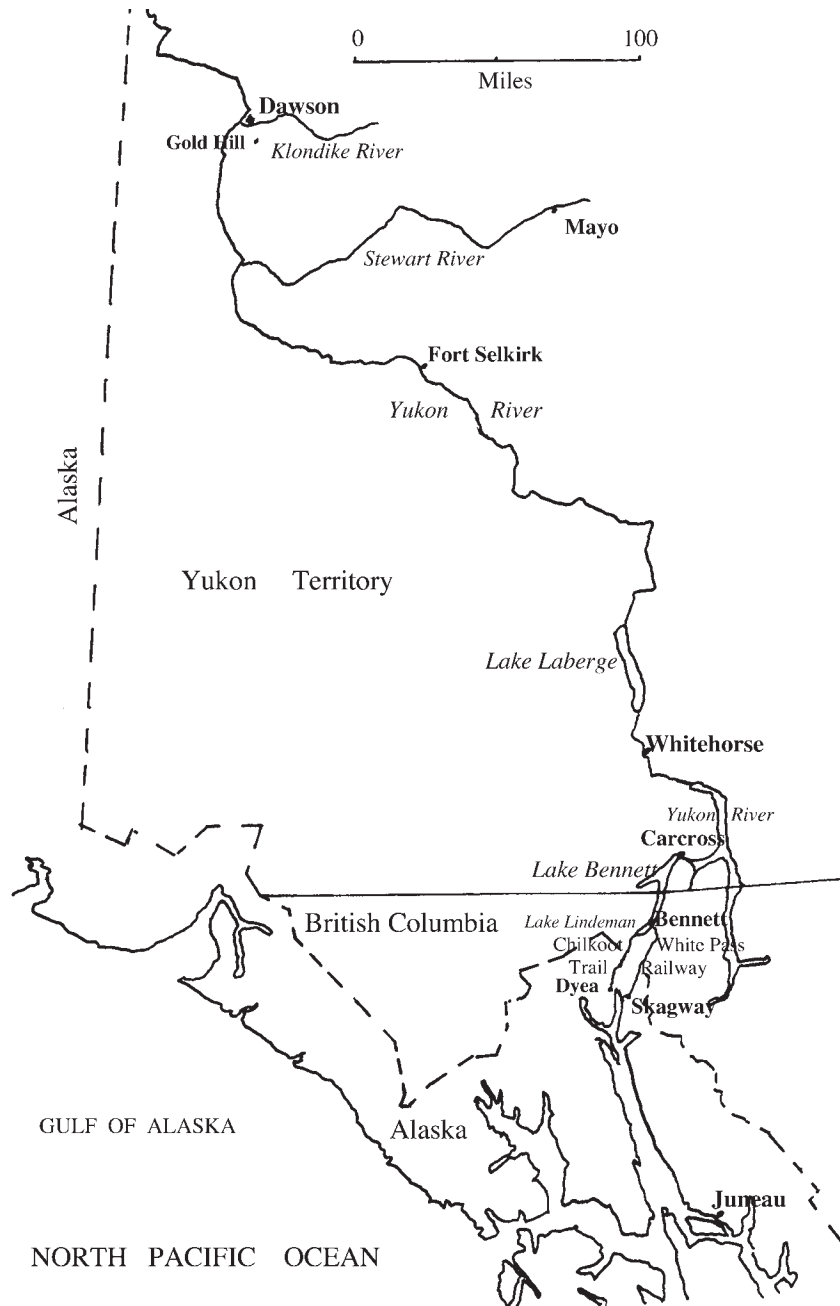 0 100
Miles
Dawson
Gold Hill
Klondike River
Mayo
Stewart River
Fort Selkirk
Yukon River
Alaska
Yukon Territory
Lake Laberge
Whitehorse
Yukon River
Carcross
Lake Bennett
British Columbia
Lake Lindeman
Bennett
Chilkoot
Trail
White Pass
Railway
Dyea
Skagway
GULF OF ALASKA
Alaska
Juneau
NORTH PACIFIC OCEAN